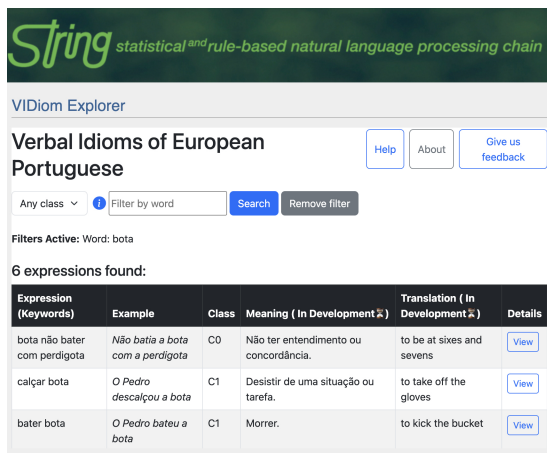 String statistical and rule-based natural language processing chain
VIDiom Explorer
Verbal Idioms of European
Portuguese
Help
About
Give us
feedback
Any class
i
Filter by word
Search
Remove filter
Filters Active: Word: bota
6 expressions found:
Expression
(Keywords)
Example
Class
Meaning ( In Development⏳)
Translation ( In
Development⏳)
Details
bota não bater
com perdigota
Não batia a bota
com a perdigota
C0
Não ter entendimento ou
concordância.
to be at sixes and
sevens
View
calçar bota
O Pedro
descalçou a bota
C1
Desistir de uma situação ou
tarefa.
to take off the
gloves
View
bater bota
O Pedro bateu a
bota
C1
Morrer.
to kick the bucket
View